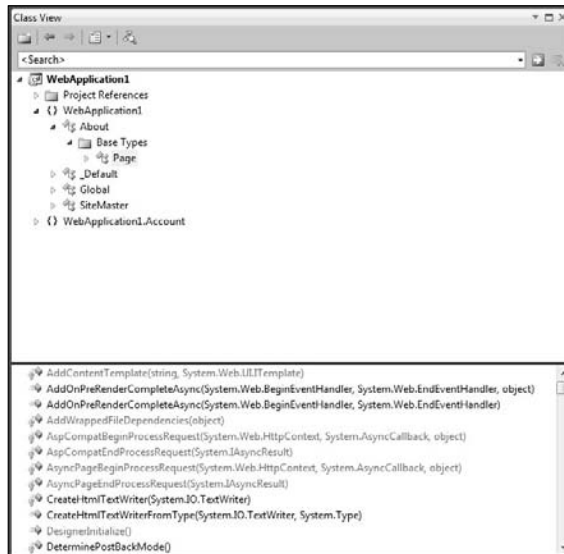 Class View
<Search>
WebApplication1
Project References
{} WebApplication1
About
Base Types
Page
_Default
Global
SiteMaster
{} WebApplication1.Account
AddContentTemplate(string, System.Web.UI.ITemplate)
AddOnPreRenderCompleteAsync(System.Web.BeginEventHandler, System.Web.EndEventHandler, object)
AddOnPreRenderCompleteAsync(System.Web.BeginEventHandler, System.Web.EndEventHandler)
AddWrappedFileDependencies(object)
AspCompatBeginProcessRequest(System.Web.HttpContext, System.AsyncCallback, object)
AspCompatEndProcessRequest(System.IAsyncResult)
AsyncPageBeginProcessRequest(System.Web.HttpContext, System.AsyncCallback, object)
AsyncPageEndProcessRequest(System.IAsyncResult)
CreateHtmlTextWriter(System.IO.TextWriter)
CreateHtmlTextWriterFromType(System.IO.TextWriter, System.Type)
DesignerInitialize()
DeterminePostBackMode()